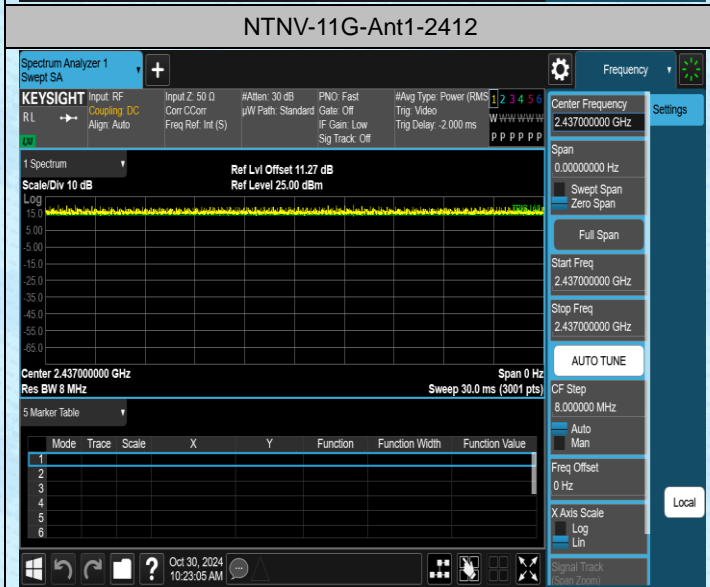 NTNV-11G-Ant1-2412
Spectrum Analyzer 1
Swept SA
Frequency
KEYSIGHT
RL
Input: RF
Coupling: DC
Align: Auto
Input Z: 50 Ω
Corr CCorr
Freq Ref: Int (S)
#Atten: 30 dB
µW Path: Standard
PNO: Fast
Gate: Off
IF Gain: Low
Sig Track: Off
#Avg Type: Power (RMS
Trig: Video
Trig Delay: -2.000 ms
1 2 3 4 5 6
W W W W W W
P P P P P P
1 Spectrum
Scale/Div 10 dB
Ref Lvl Offset 11.27 dB
Ref Level 25.00 dBm
Log
15.0
5.00
-5.00
-15.0
-25.0
-35.0
-45.0
-55.0
-65.0
Center 2.437000000 GHz
Res BW 8 MHz
Span 0 Hz
Sweep 30.0 ms (3001 pts)
5 Marker Table
Mode Trace Scale X Y Function Function Width Function Value
1
2
3
4
5
6
Oct 30, 2024
10:23:05 AM
Center Frequency
2.437000000 GHz
Span
0.00000000 Hz
Swept Span
Zero Span
Full Span
Start Freq
2.437000000 GHz
Stop Freq
2.437000000 GHz
AUTO TUNE
CF Step
8.000000 MHz
Auto
Man
Freq Offset
0 Hz
X Axis Scale
Log
Lin
Signal Track
(Span Zoom)
Settings
Local